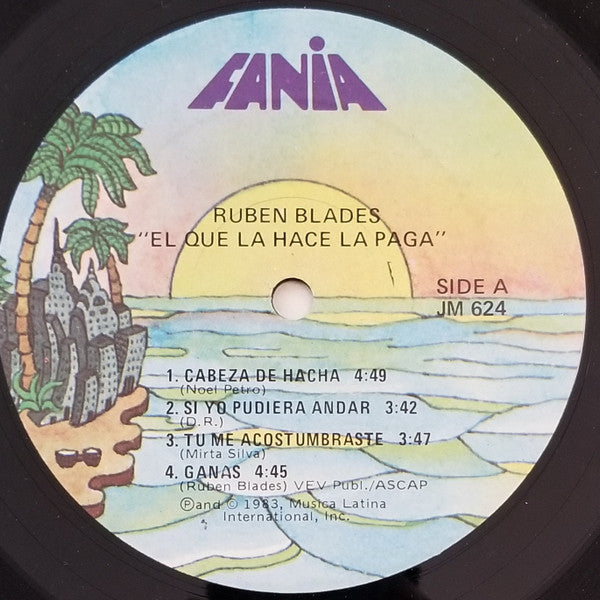 FANIA
RUBEN BLADES
"EL QUE LA HACE LA PAGA"
SIDE A
JM 624
1. CABEZA DE HACHA 4:49
(Noel Petro)
2. SI YO PUDIERA ANDAR 3:42
(D.R.)
3. TU ME ACOSTUMBRASTE 3:47
(Mirta Silva)
4. GANAS 4:45
(Ruben Blades) VEV Publ./ASCAP
Ⓟ and © 1983, Musica Latina
International, Inc.